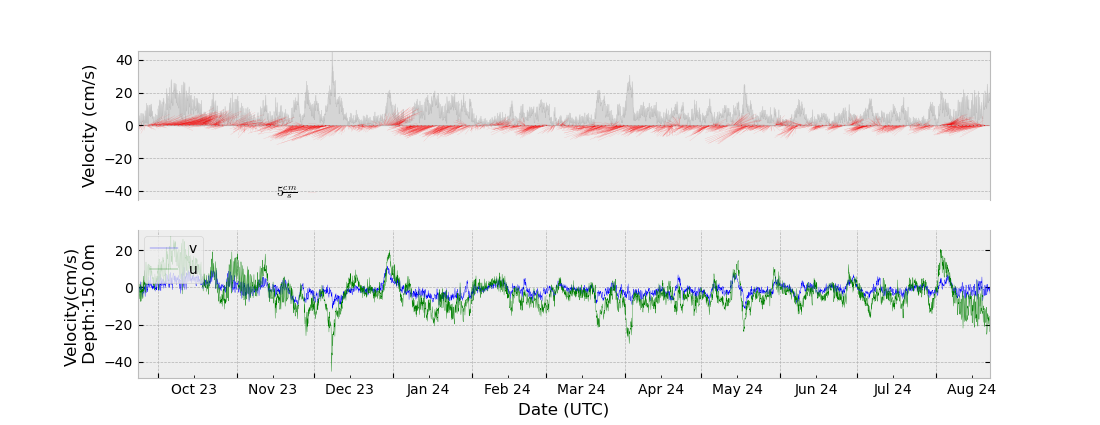 Velocity (cm/s)
40
20
0
−20
−40
5 cm/s
Velocity(cm/s)
Depth:150.0m
20
0
−20
−40
v
u
Oct 23 Nov 23 Dec 23 Jan 24 Feb 24 Mar 24 Apr 24 May 24 Jun 24 Jul 24 Aug 24
Date (UTC)